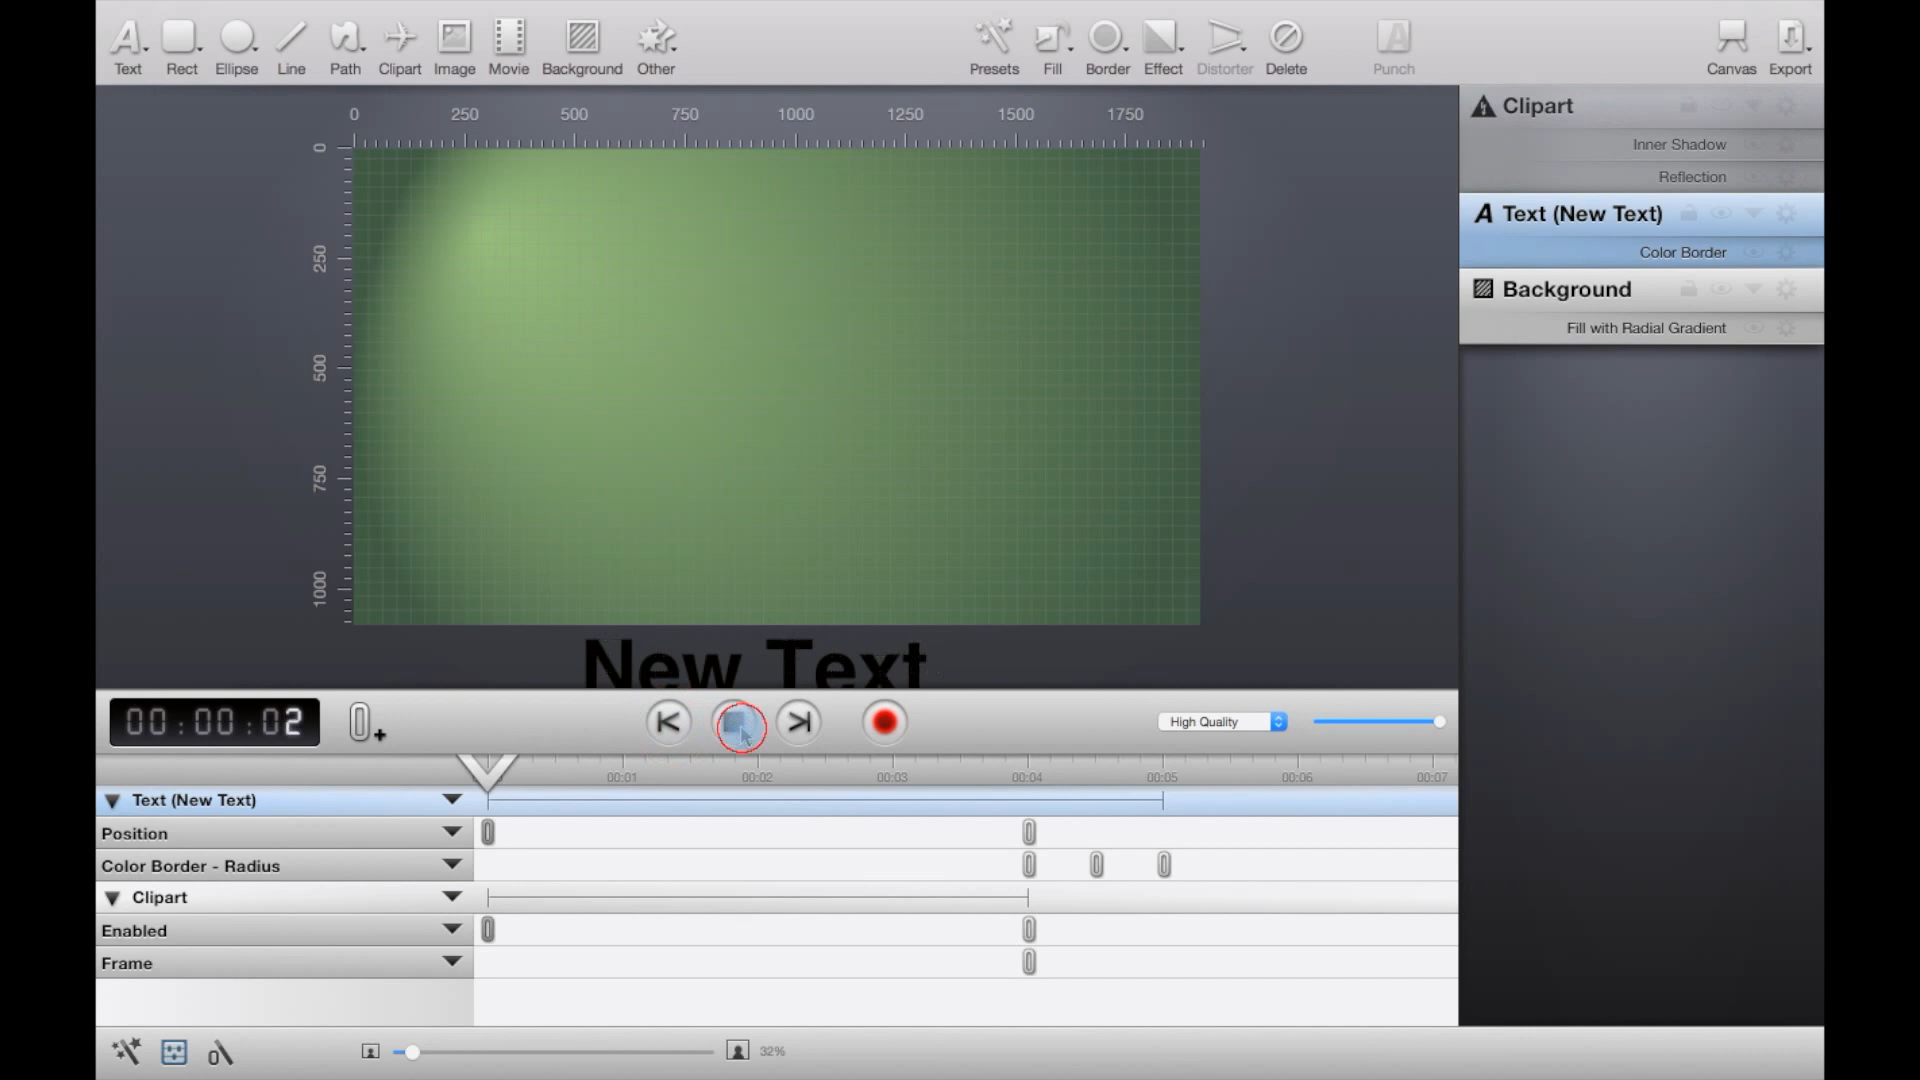 Text Rect Ellipse Line Path Clipart Image Movie Background Other Presets Fill Border Effect Distorter Delete Punch Canvas Export
0 250 500 750 1000 1250 1500 1750
0
250
500
750
1000
New Text
Clipart
Inner Shadow
Reflection
Text (New Text)
Color Border
Background
Fill with Radial Gradient
00:00:02
High Quality
00:01 00:02 00:03 00:04 00:05 00:06 00:07
Text (New Text)
Position
Color Border - Radius
Clipart
Enabled
Frame
32%